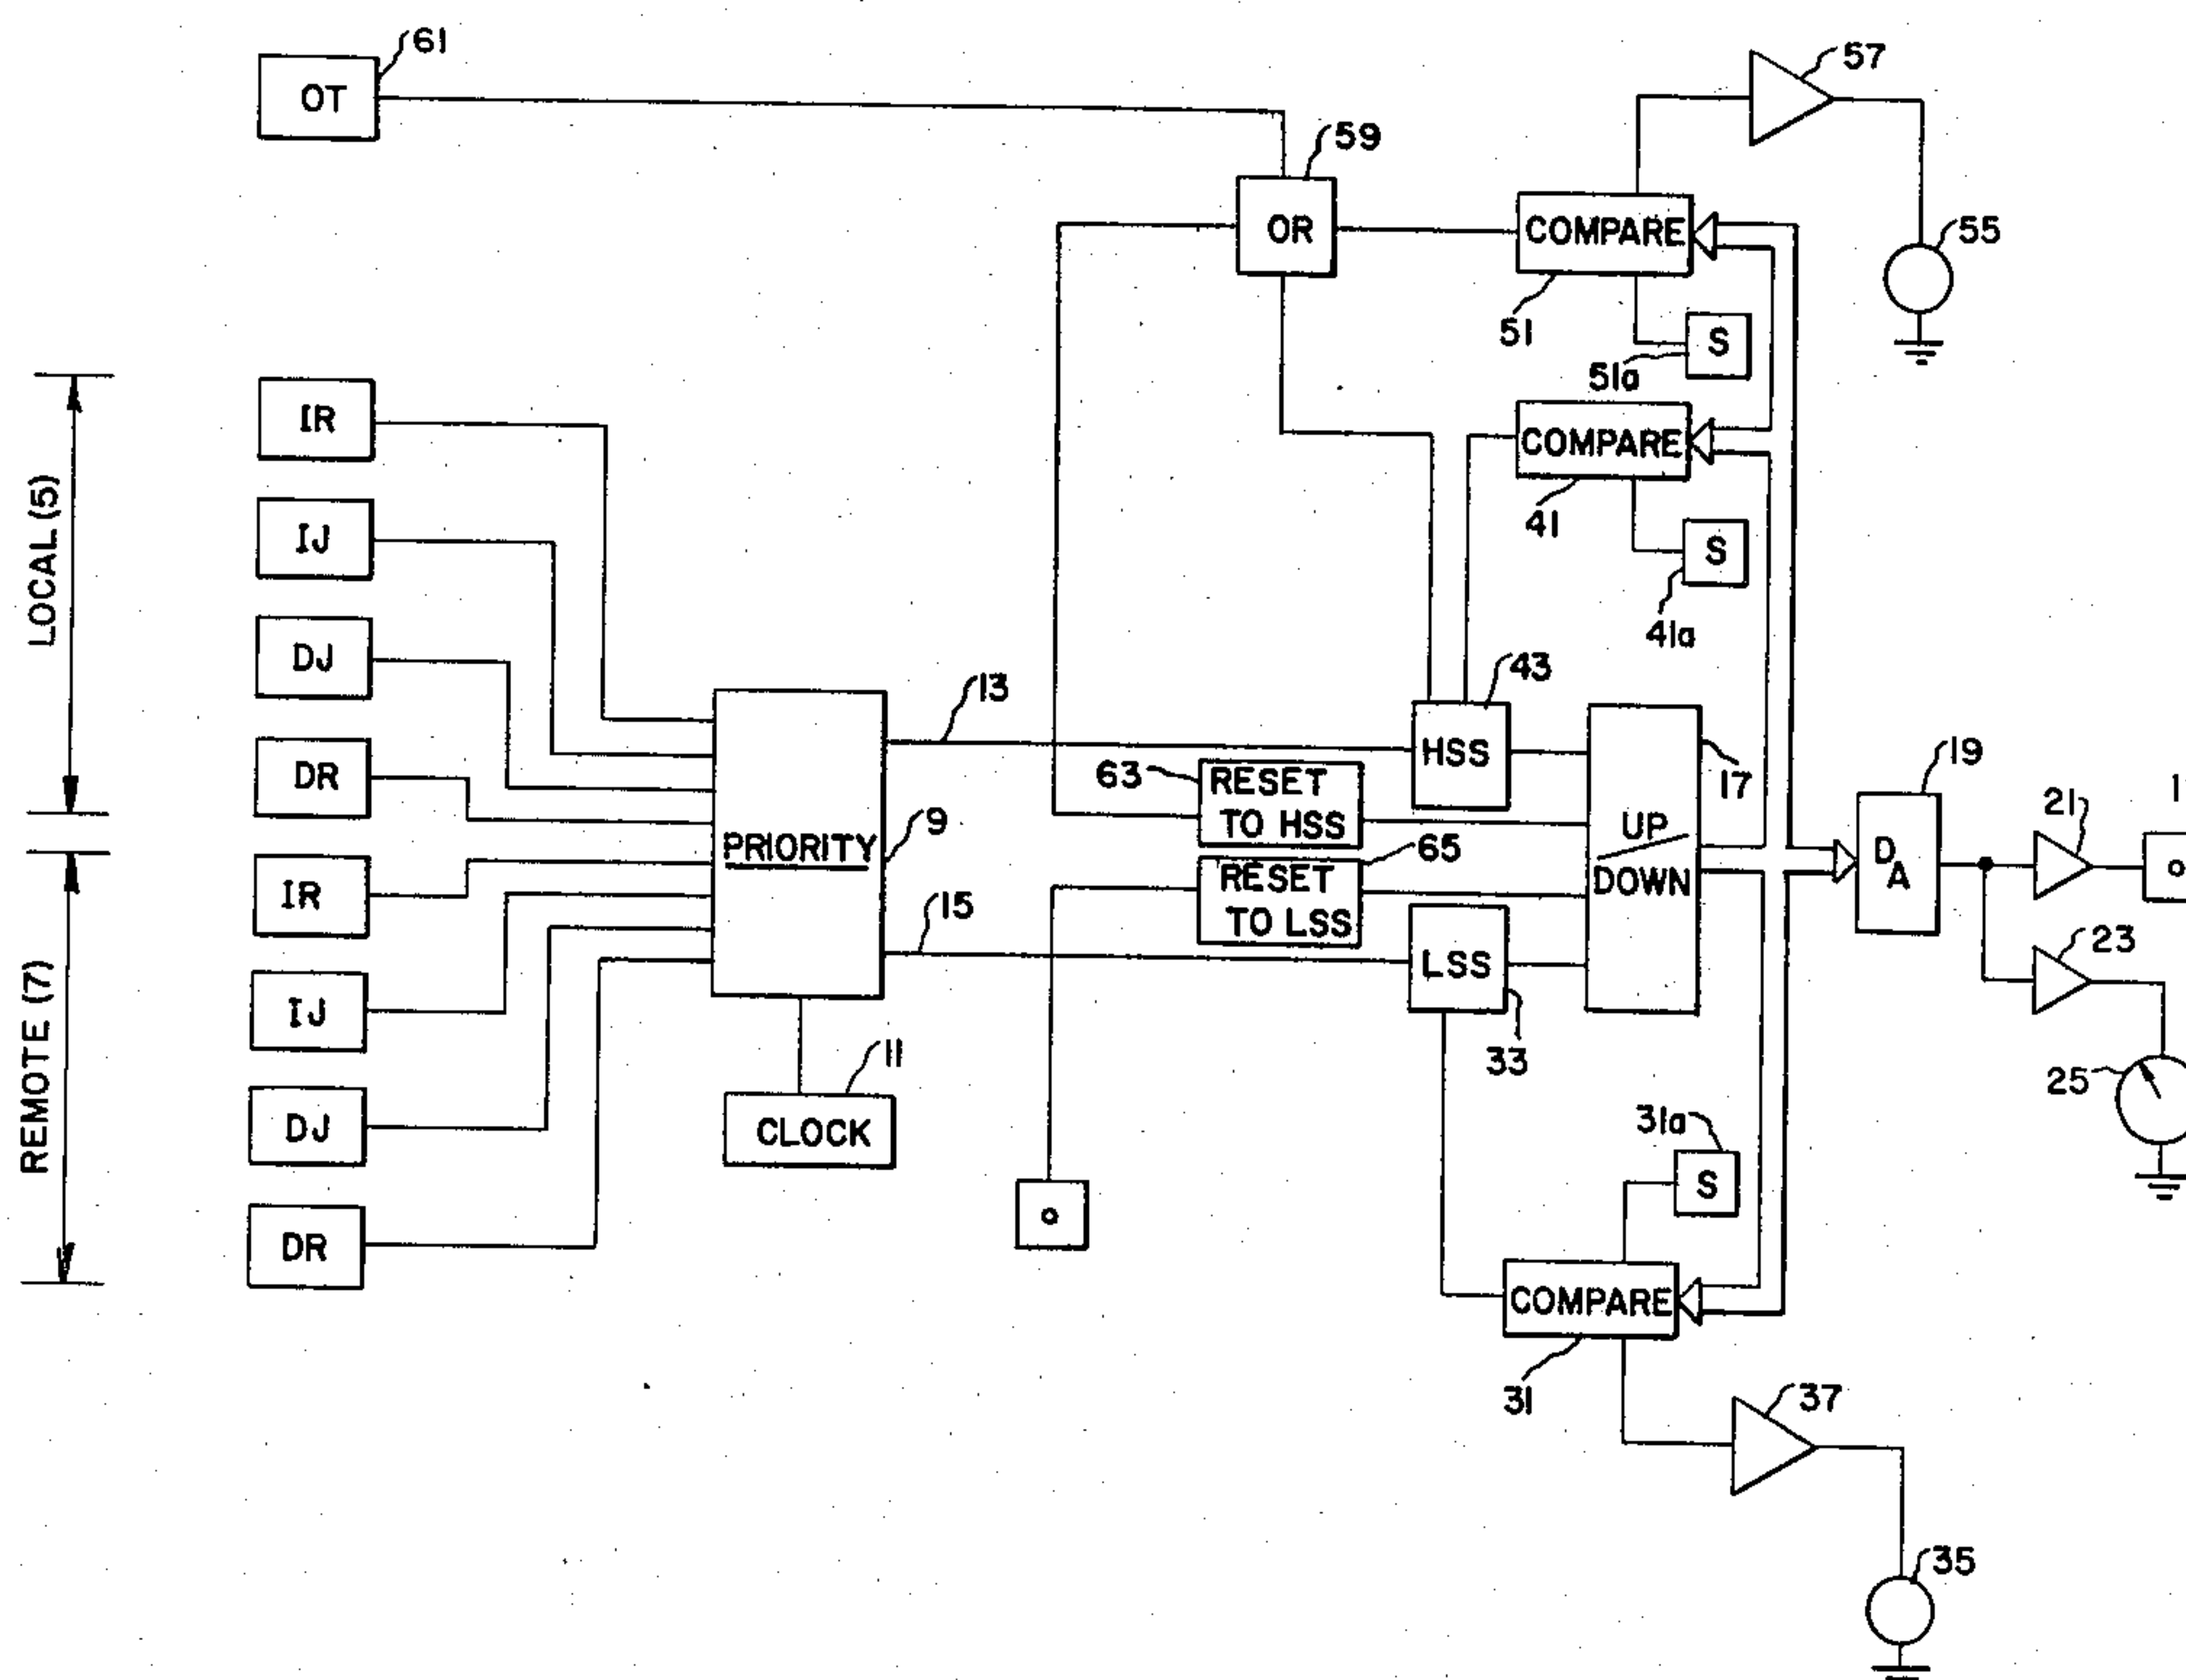 61
OT
57
59
OR
COMPARE
55
51
S
51a
LOCAL (5)
IR
IJ
DJ
DR
COMPARE
41
S
41a
43
13
HSS
17
63
RESET
TO HSS
19
21
1
UP
DOWN
9
PRIORITY
65
RESET
TO LSS
D
A
o
15
LSS
23
33
25
REMOTE (7)
IR
IJ
DJ
DR
11
CLOCK
o
31a
S
COMPARE
31
37
35